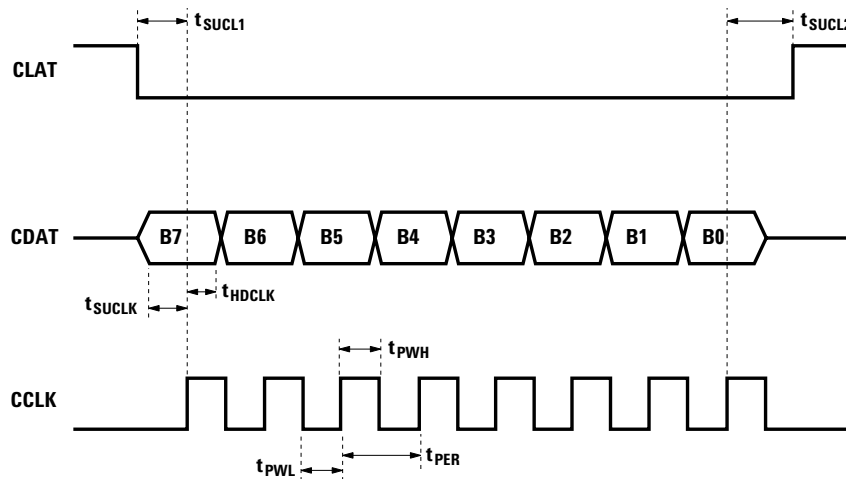 tSUCL1 tSUCL2
CLAT
CDAT B7 B6 B5 B4 B3 B2 B1 B0
tSUCLK tHDCLK
tPWH
CCLK
tPWL tPER